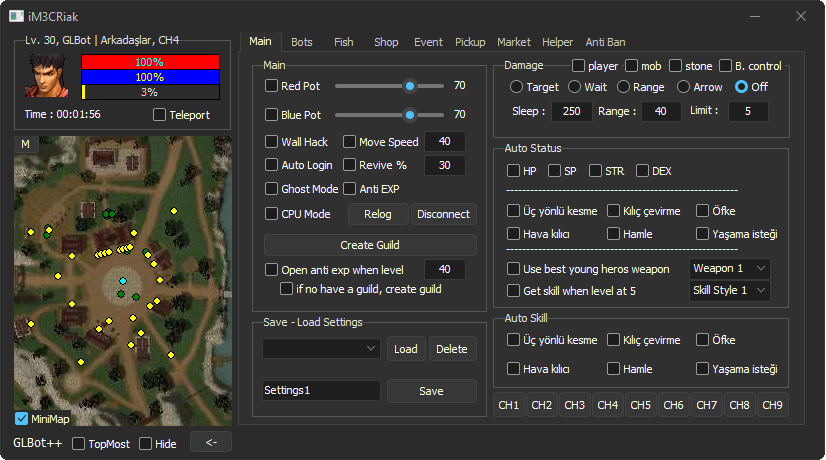 iM3CRiak
Lv. 30, GLBot | Arkadaşlar, CH4
100%
100%
3%
Time : 00:01:56
Teleport
M
MiniMap
GLBot++
TopMost
Hide
<-
Main Bots Fish Shop Event Pickup Market Helper Anti Ban
Main
Red Pot 70
Blue Pot 70
Wall Hack Move Speed 40
Auto Login Revive % 30
Ghost Mode Anti EXP
CPU Mode Relog Disconnect
Create Guild
Open anti exp when level 40
if no have a guild, create guild
Save - Load Settings
Load Delete
Settings1 Save
Damage player mob stone B. control
Target Wait Range Arrow Off
Sleep : 250 Range : 40 Limit : 5
Auto Status
HP SP STR DEX
Üç yönlü kesme Kılıç çevirme Öfke
Hava kılıcı Hamle Yaşama isteği
Use best young heros weapon Weapon 1
Get skill when level at 5 Skill Style 1
Auto Skill
Üç yönlü kesme Kılıç çevirme Öfke
Hava kılıcı Hamle Yaşama isteği
CH1 CH2 CH3 CH4 CH5 CH6 CH7 CH8 CH9